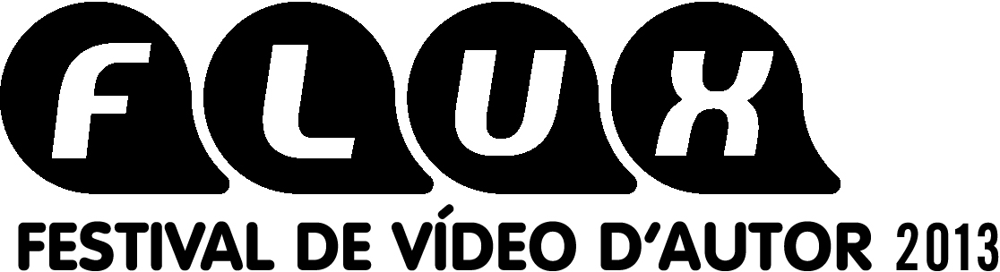 FLUX
FESTIVAL DE VÍDEO D'AUTOR 2013